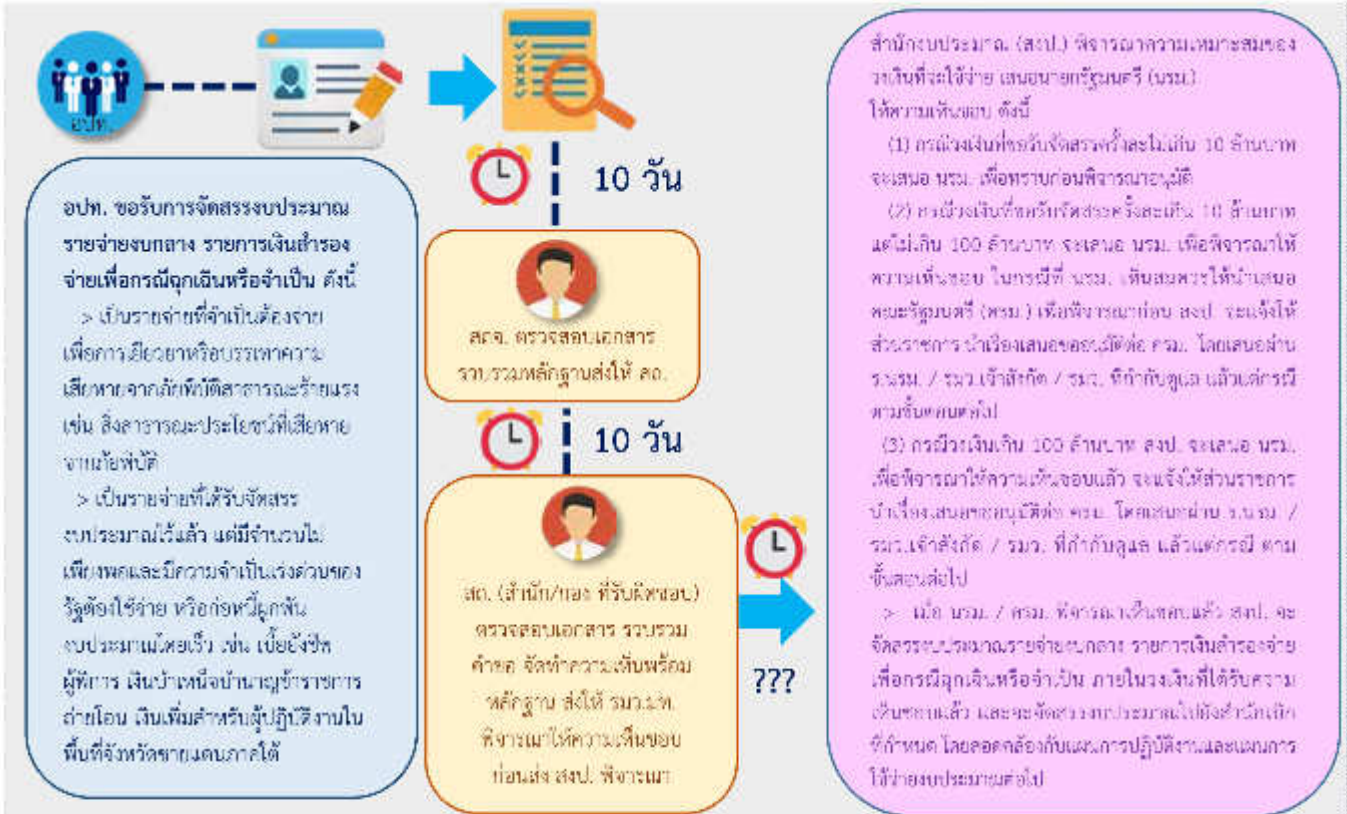 อปท.
อปท. ขอรับการจัดสรรงบประมาณ
รายจ่ายงบกลาง รายการเงินสำรอง
จ่ายเพื่อกรณีฉุกเฉินหรือจำเป็น ดังนี้
> เป็นรายจ่ายที่จำเป็นต้องจ่าย
เพื่อการเยียวยาหรือบรรเทาความ
เสียหายจากภัยพิบัติสาธารณะร้ายแรง
เช่น สิ่งสาธารณะประโยชน์ที่เสียหาย
จากภัยพิบัติ
> เป็นรายจ่ายที่ได้รับจัดสรร
งบประมาณไว้แล้ว แต่มีจำนวนไม่
เพียงพอและมีความจำเป็นเร่งด่วนของ
รัฐต้องใช้จ่าย หรือก่อหนี้ผูกพัน
งบประมาณโดยเร็ว เช่น เบี้ยยังชีพ
ผู้พิการ เงินบำเหน็จบำนาญข้าราชการ
ถ่ายโอน เงินเพิ่มสำหรับผู้ปฏิบัติงานใน
พื้นที่จังหวัดชายแดนภาคใต้
10 วัน
สถจ. ตรวจสอบเอกสาร
รวบรวมหลักฐานส่งให้ สถ.
10 วัน
สถ. (สำนัก/กอง ที่รับผิดชอบ)
ตรวจสอบเอกสาร รวบรวม
คำขอ จัดทำความเห็นพร้อม
หลักฐาน ส่งให้ รมว.มท.
พิจารณาให้ความเห็นชอบ
ก่อนส่ง สงป. พิจารณา
???
สำนักงบประมาณ (สงป.) พิจารณาความเหมาะสมของ
วงเงินที่จะใช้จ่าย เสนอนายกรัฐมนตรี (นรม.)
ให้ความเห็นชอบ ดังนี้
(1) กรณีวงเงินที่ขอรับจัดสรรครั้งละไม่เกิน 10 ล้านบาท
จะเสนอ นรม. เพื่อทราบก่อนพิจารณาอนุมัติ
(2) กรณีวงเงินที่ขอรับจัดสรรครั้งละเกิน 10 ล้านบาท
แต่ไม่เกิน 100 ล้านบาท จะเสนอ นรม. เพื่อพิจารณาให้
ความเห็นชอบ ในกรณีที่ นรม. เห็นสมควรให้นำเสนอ
คณะรัฐมนตรี (ครม.) เพื่อพิจารณาก่อน สงป. จะแจ้งให้
ส่วนราชการ นำเรื่องเสนอขออนุมัติต่อ ครม. โดยเสนอผ่าน
ร.นรม. / รมว.เจ้าสังกัด / รมว. ที่กำกับดูแล แล้วแต่กรณี
ตามขั้นตอนต่อไป
(3) กรณีวงเงินเกิน 100 ล้านบาท สงป. จะเสนอ นรม.
เพื่อพิจารณาให้ความเห็นชอบแล้ว จะแจ้งให้ส่วนราชการ
นำเรื่องเสนอขออนุมัติต่อ ครม. โดยเสนอผ่าน ร.นรม. /
รมว.เจ้าสังกัด / รมว. ที่กำกับดูแล แล้วแต่กรณี ตาม
ขั้นตอนต่อไป
> เมื่อ นรม. / ครม. พิจารณาเห็นชอบแล้ว สงป. จะ
จัดสรรงบประมาณรายจ่ายงบกลาง รายการเงินสำรองจ่าย
เพื่อกรณีฉุกเฉินหรือจำเป็น ภายในวงเงินที่ได้รับความ
เห็นชอบแล้ว และจะจัดสรรงบประมาณไปยังสำนักเบิก
ที่กำหนด โดยสอดคล้องกับแผนการปฏิบัติงานและแผนการ
ใช้จ่ายงบประมาณต่อไป